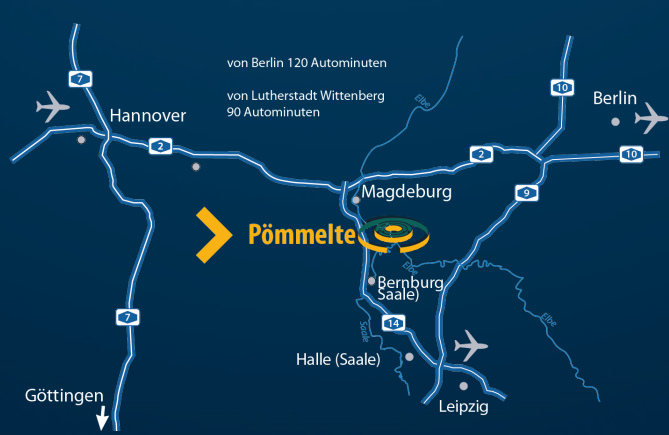 7
von Berlin 120 Autominuten
10
Elbe
Berlin
von Lutherstadt Wittenberg
90 Autominuten
Hannover
2
2
10
Magdeburg
9
Pömmelte
Elbe
Bernburg
Saale)
7
14
Elbe
Saale
Halle (Saale)
Göttingen
Leipzig